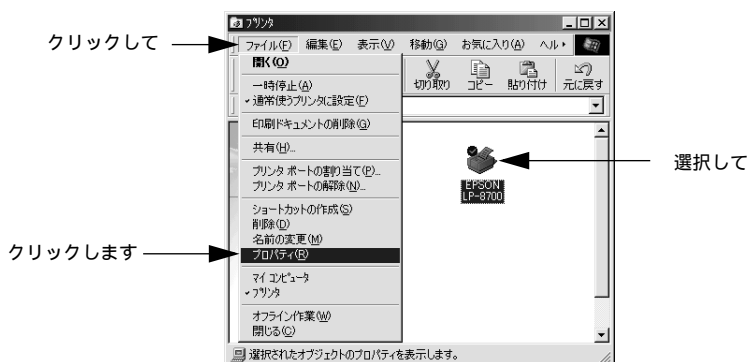 プリンタ
クリックして
ファイル(F) 編集(E) 表示(V) 移動(G) お気に入り(A) ヘル
開く(O)
一時停止(A)
通常使うプリンタに設定(F)
印刷ドキュメントの削除(G)
共有(H)...
プリンタ ポートの割り当て(P)...
プリンタ ポートの解除(N)...
ショートカットの作成(S)
削除(D)
名前の変更(M)
プロパティ(R)
マイ コンピュータ
プリンタ
オフライン作業(W)
閉じる(C)
切り取り コピー 貼り付け 元に戻す
EPSON
LP-8700
選択して
クリックします
選択されたオブジェクトのプロパティを表示します。